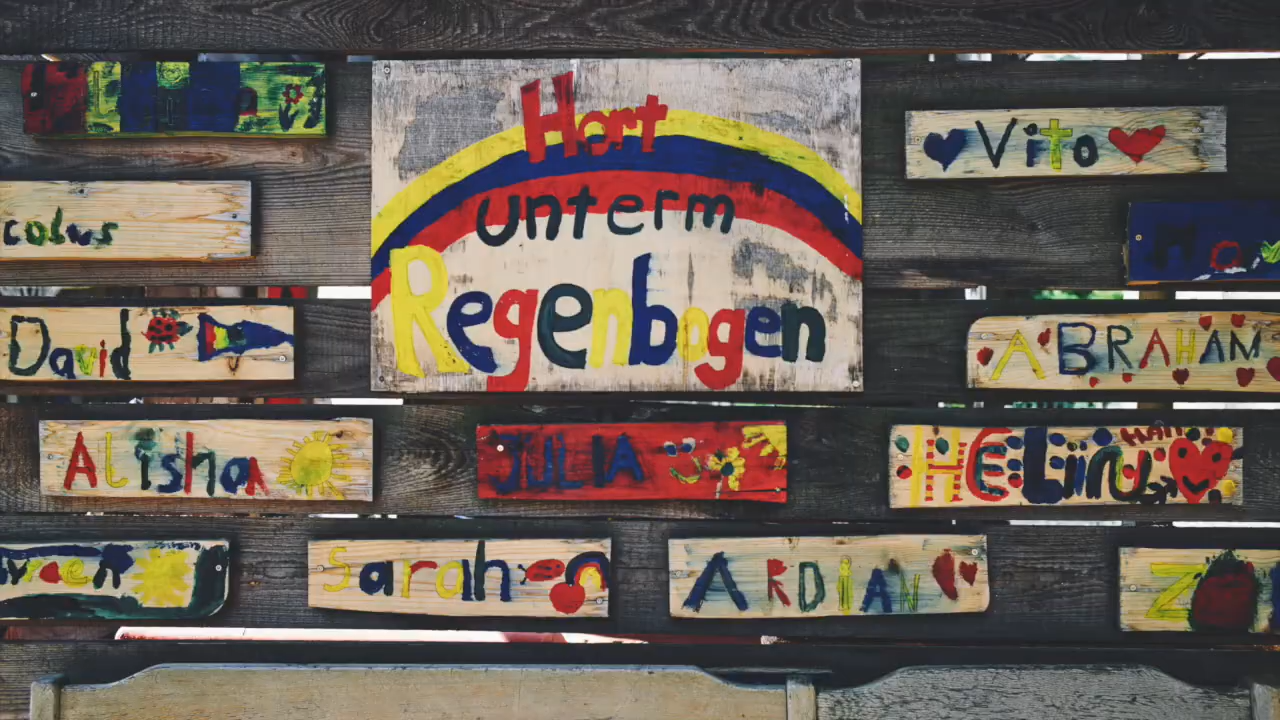 Hort
unterm
Regenbogen
Vito
colus
David
ABRAHAM
Alisha
JULIA
HELiN
Sarah
ARDiAN